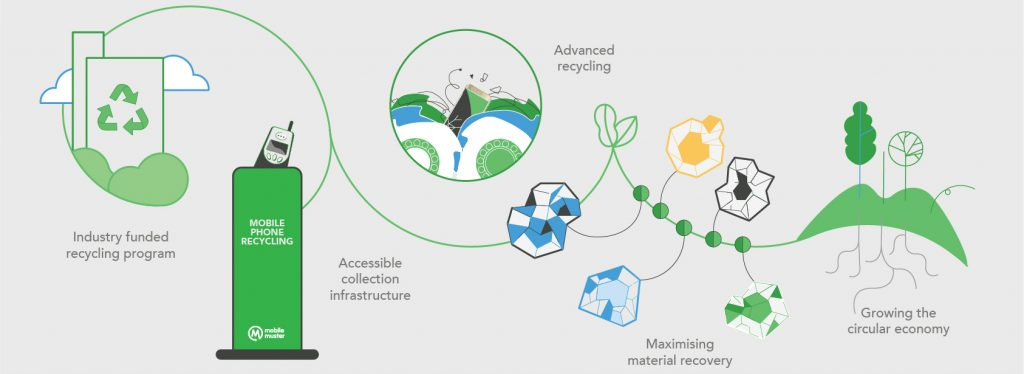 Industry funded
recycling program
MOBILE
PHONE
RECYCLING
mobile
muster
Accessible
collection
infrastructure
Advanced
recycling
Maximising
material recovery
Growing the
circular economy